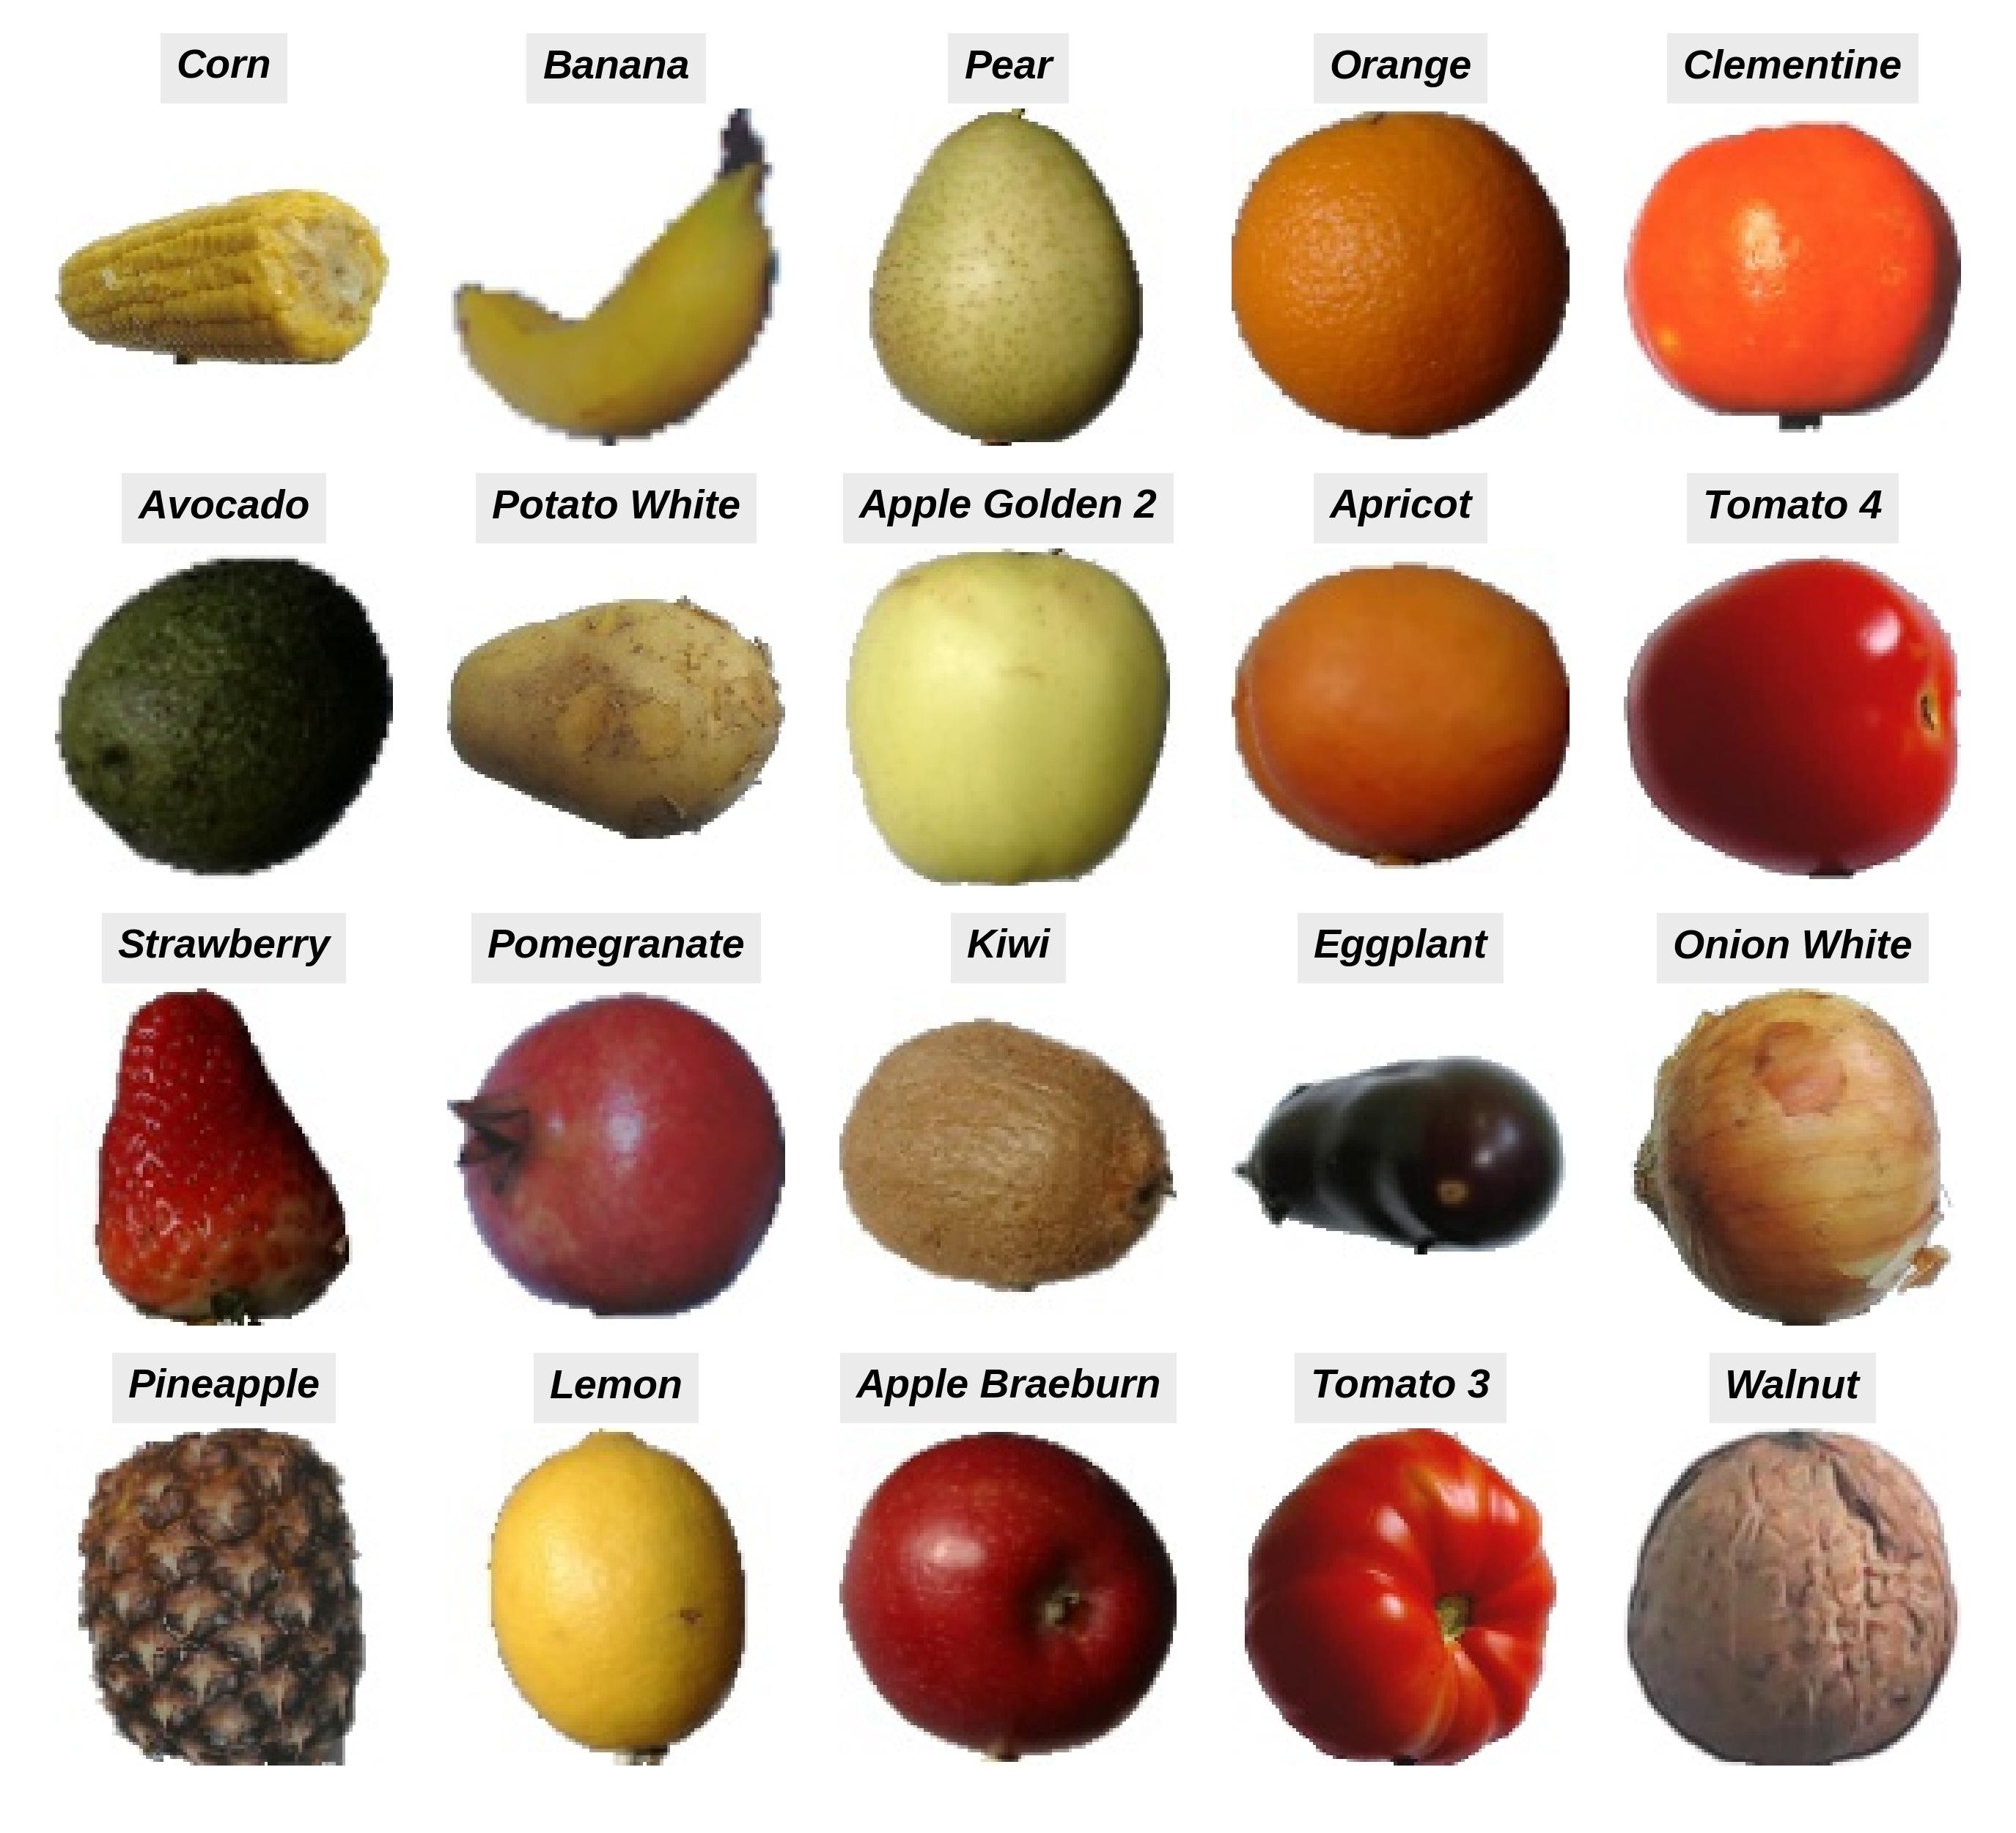 Corn
Banana
Pear
Orange
Clementine
Avocado
Potato White
Apple Golden 2
Apricot
Tomato 4
Strawberry
Pomegranate
Kiwi
Eggplant
Onion White
Pineapple
Lemon
Apple Braeburn
Tomato 3
Walnut